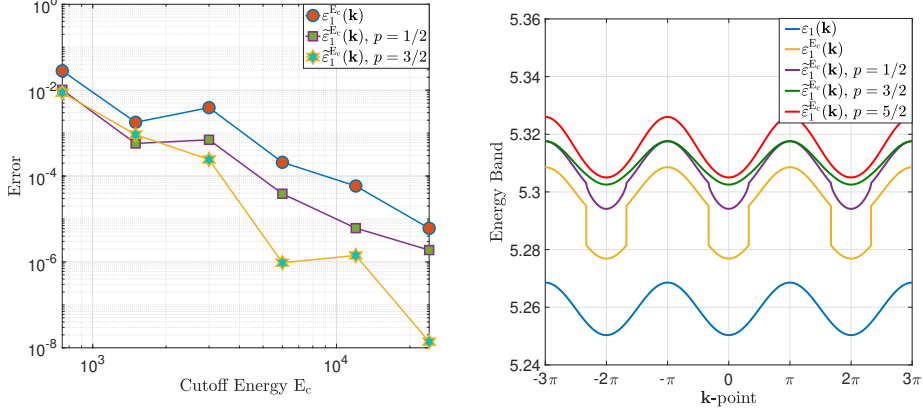 10^0
10^-2
10^-4
10^-6
10^-8
Error
10^3
10^4
Cutoff Energy E_c
ε_1^{E_c}(k)
ε̃_1^{E_c}(k), p = 1/2
ε̃_1^{E_c}(k), p = 3/2
5.36
5.34
5.32
5.3
5.28
5.26
5.24
Energy Band
-3π
-2π
-π
0
π
2π
3π
k-point
ε_1(k)
ε_1^{E_c}(k)
ε̃_1^{E_c}(k), p = 1/2
ε̃_1^{E_c}(k), p = 3/2
ε̃_1^{E_c}(k), p = 5/2